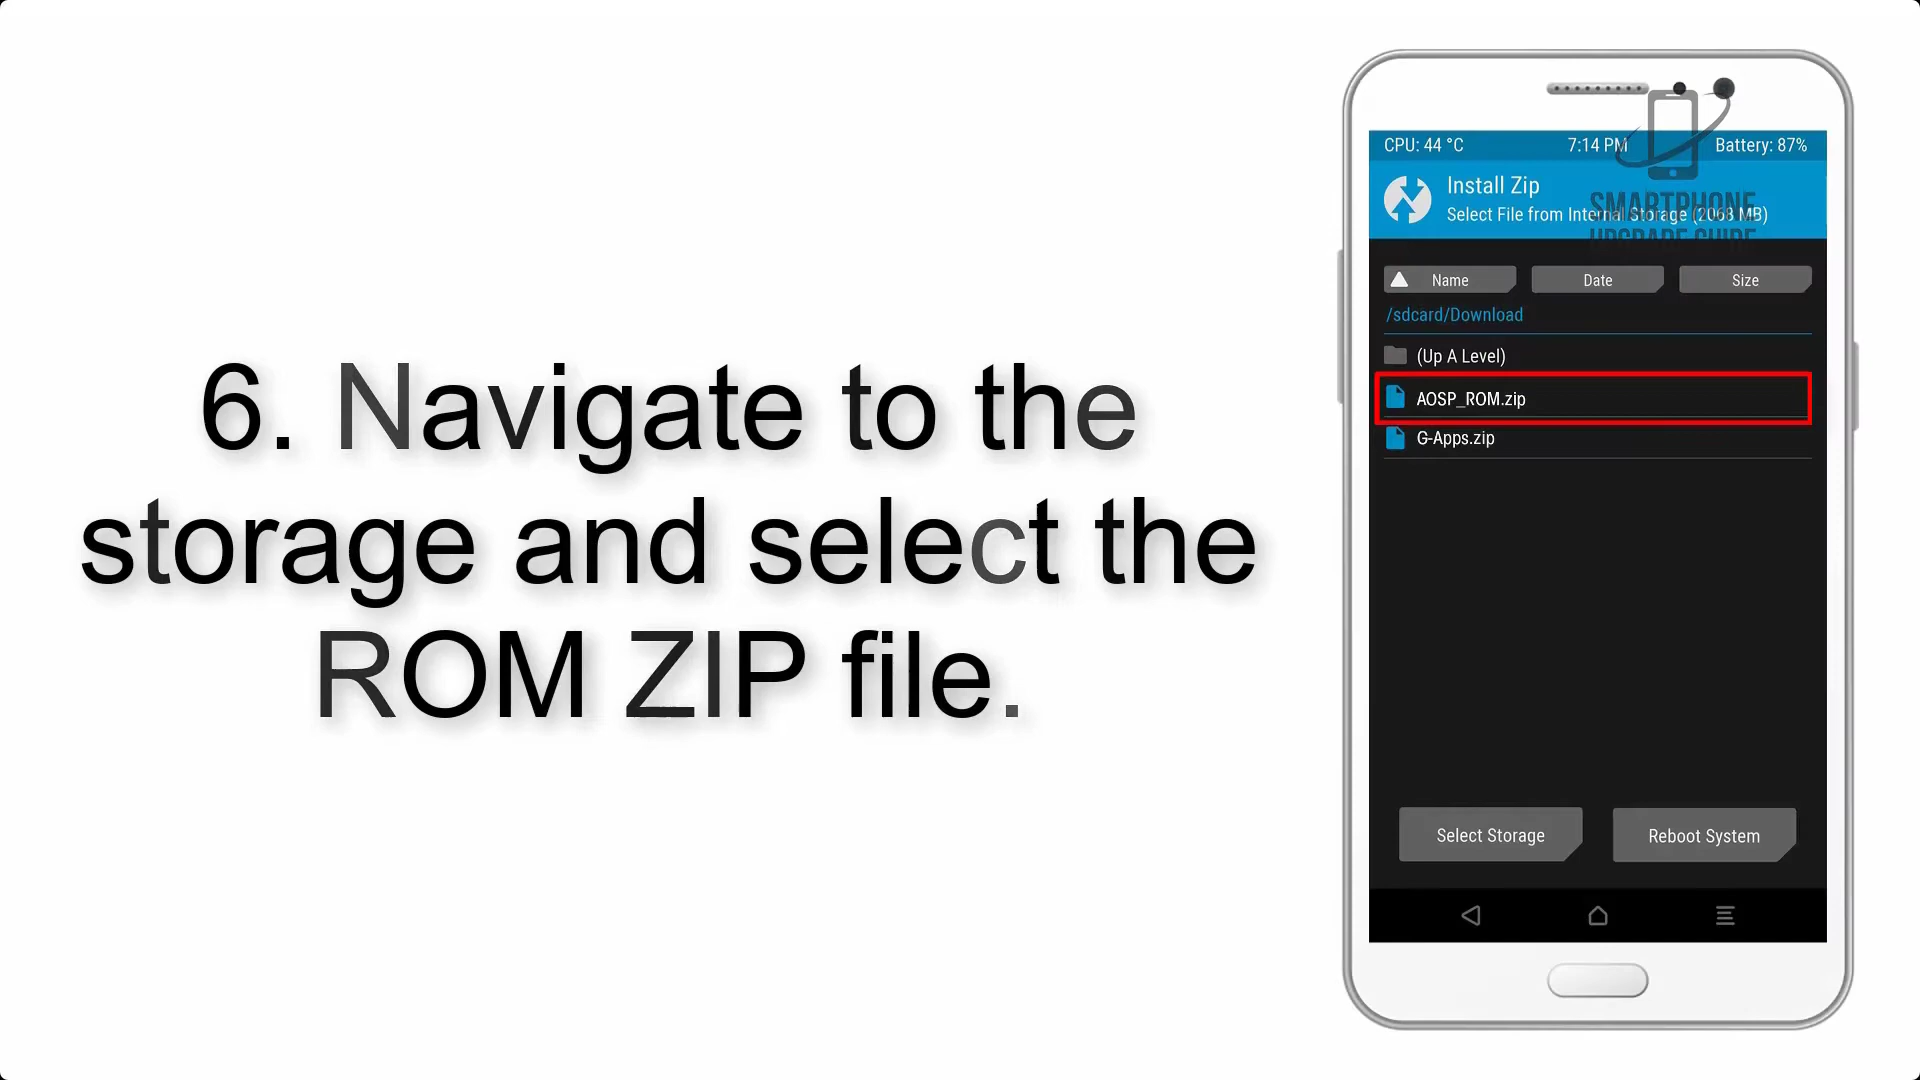 6. Navigate to the
storage and select the
ROM ZIP file.
CPU: 44 °C 7:14 PM Battery: 87%
Install Zip
Select File from Internal Storage (2068 MB)
SMARTPHONE
UPGRADE GUIDE
Name Date Size
/sdcard/Download
(Up A Level)
AOSP_ROM.zip
G-Apps.zip
Select Storage Reboot System